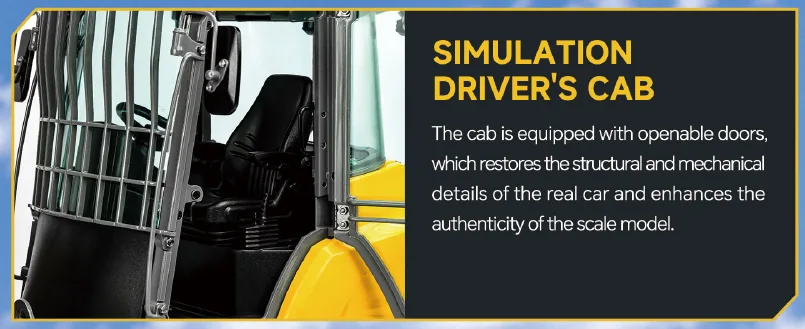 SIMULATION
DRIVER'S CAB
The cab is equipped with openable doors,
which restores the structural and mechanical
details of the real car and enhances the
authenticity of the scale model.